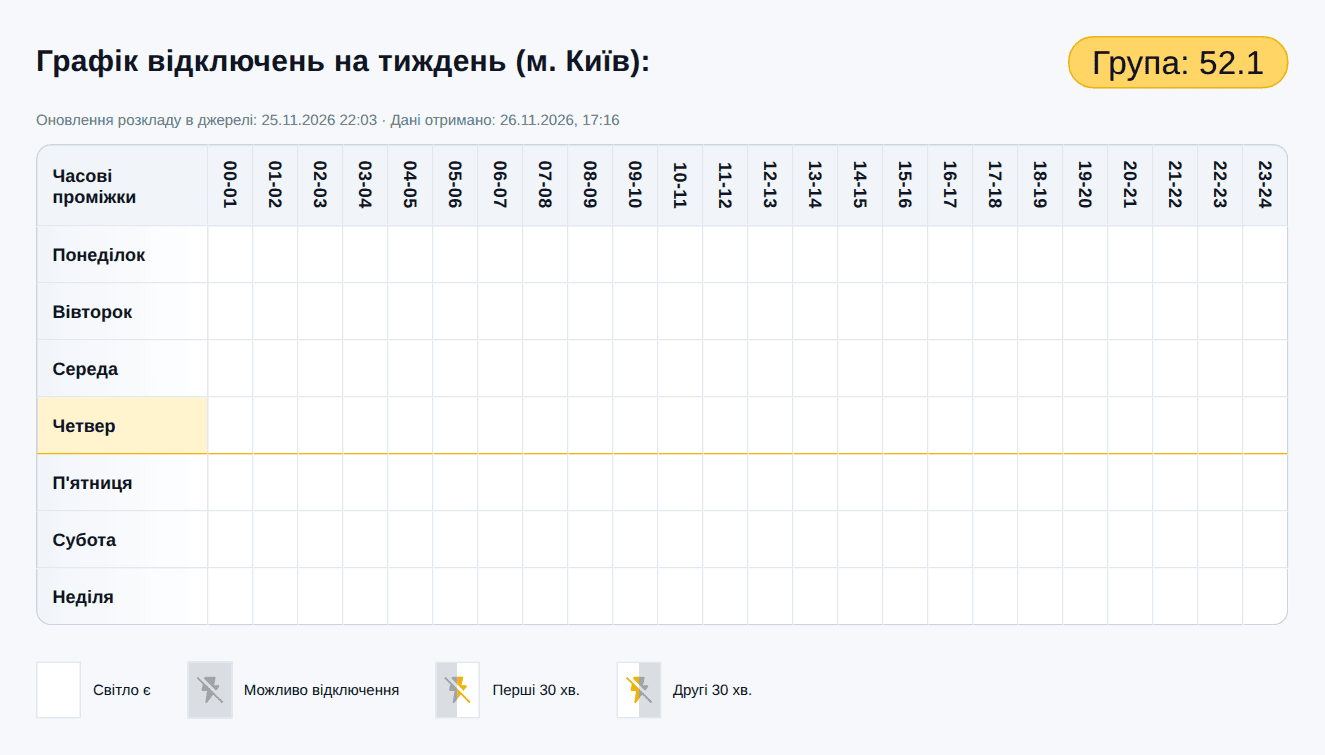 Графік відключень на тиждень (м. Київ):
Група: 52.1
Оновлення розкладу в джерелі: 25.11.2026 22:03 · Дані отримано: 26.11.2026, 17:16
Часові
проміжки
00-01
01-02
02-03
03-04
04-05
05-06
06-07
07-08
08-09
09-10
10-11
11-12
12-13
13-14
14-15
15-16
16-17
17-18
18-19
19-20
20-21
21-22
22-23
23-24
Понеділок
Вівторок
Середа
Четвер
П'ятниця
Субота
Неділя
Світло є
Можливо відключення
Перші 30 хв.
Другі 30 хв.